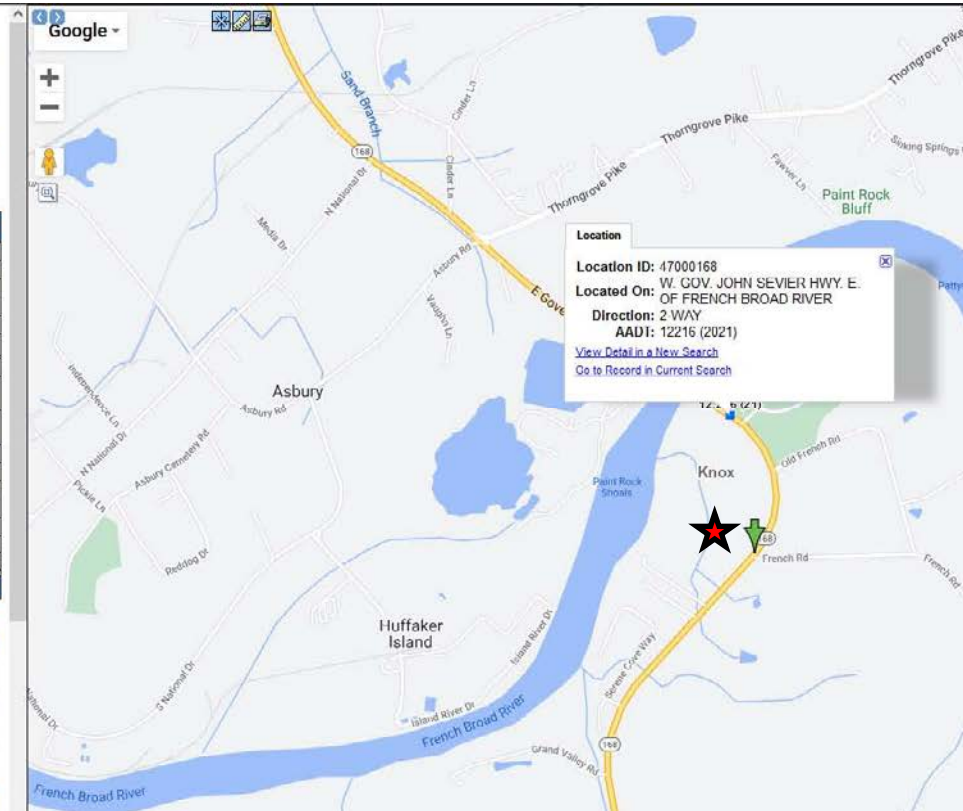 Google
Sand Branch
Cinder Ln
Cinder Ln
168
N National Dr
Media Dr
Thorngrove Pike
Thorngrove Pike
Thorngrove Pike
Fawver Ln
Paint Rock
Bluff
Asbury Rd
Vaughn Ln
E Gove
Location
Location ID: 47000168
Located On: W. GOV. JOHN SEVIER HWY. E.
OF FRENCH BROAD RIVER
Direction: 2-WAY
AADT: 12216 (2021)
View Detail in a New Search
Go to Record in Current Search
Independence Ln
Asbury
Asbury Rd
N National Dr
Asbury Cemetery Rd
Pickle Ln
Reddog Dr
Paint Rock
Shoals
Knox
Old French Rd
68
French Rd
French Rd
Huffaker
Island
Island River Dr
Island River Dr
Serene Cove Way
S National Dr
National Dr
French Broad River
168
Grand Valley Rd
French Broad River